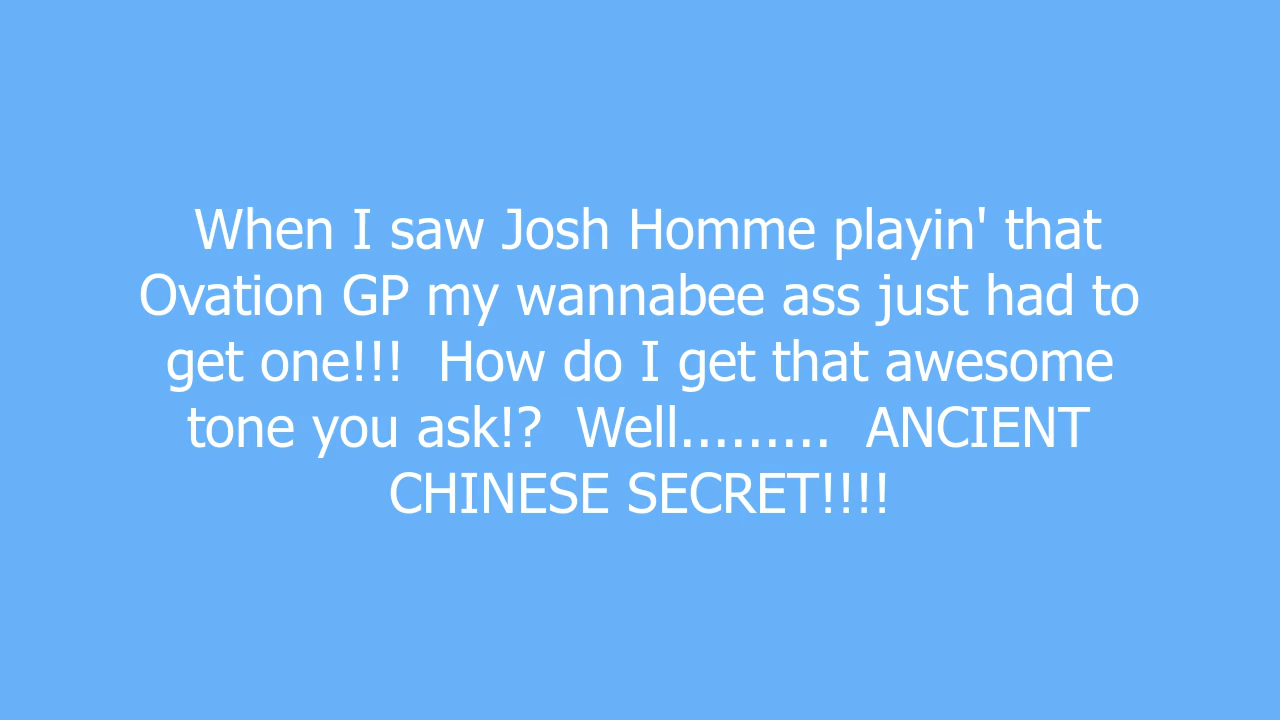 When I saw Josh Homme playin' that
Ovation GP my wannabee ass just had to
get one!!!  How do I get that awesome
tone you ask!?  Well.........  ANCIENT
CHINESE SECRET!!!!